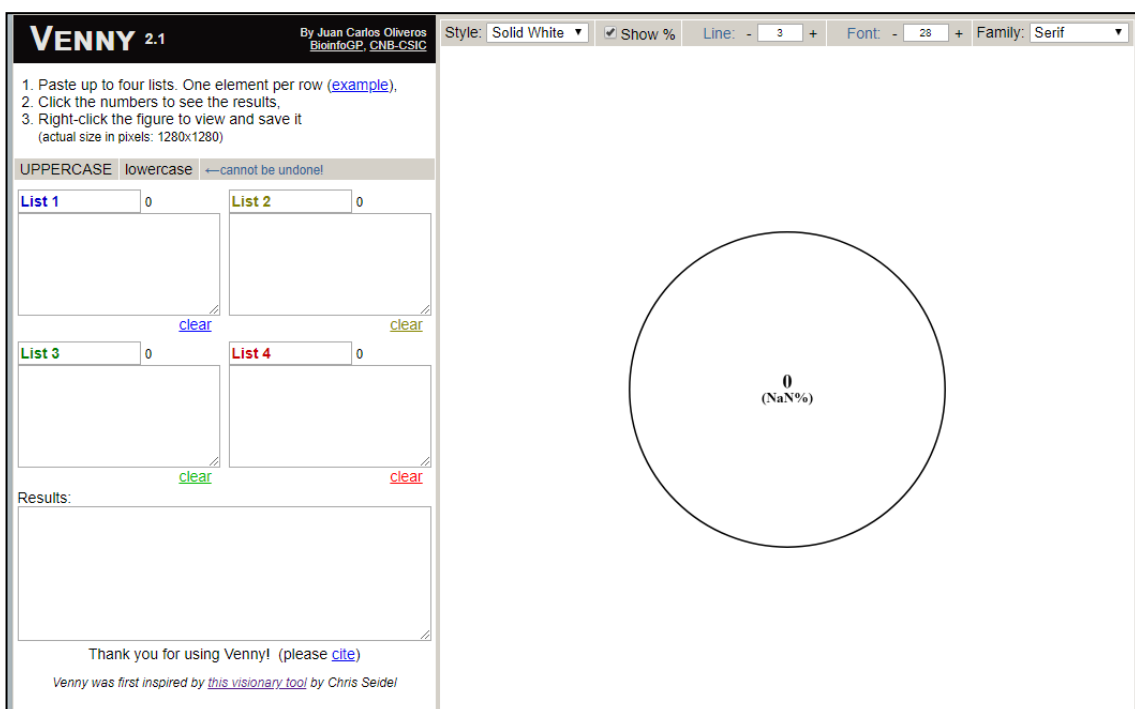 VENNY 2.1
By Juan Carlos Oliveros
BioinfoGP, CNB-CSIC
Style: Solid White ▼ Show % Line: - 3 + Font: - 28 + Family: Serif ▼
1. Paste up to four lists. One element per row (example),
2. Click the numbers to see the results,
3. Right-click the figure to view and save it
(actual size in pixels: 1280x1280)
UPPERCASE lowercase ←cannot be undone!
List 1 0 List 2 0
clear clear
List 3 0 List 4 0
clear clear
Results:
Thank you for using Venny! (please cite)
Venny was first inspired by this visionary tool by Chris Seidel
0
(NaN%)